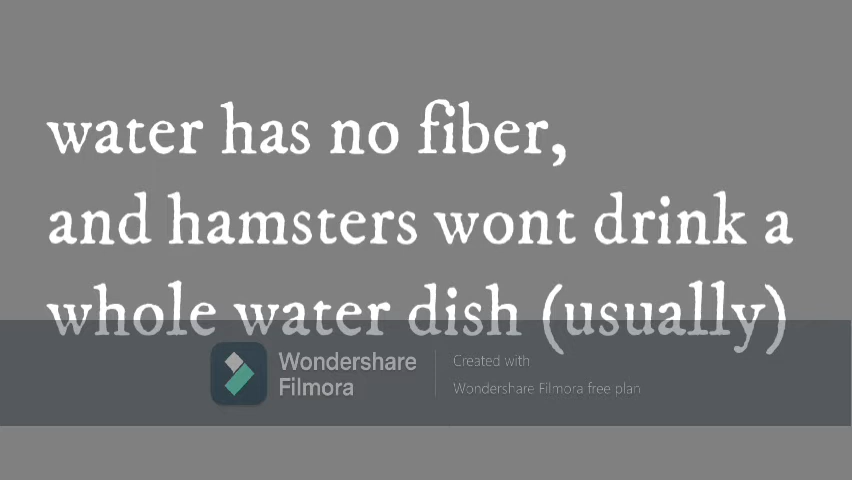 water has no fiber,
and hamsters wont drink a
whole water dish (usually)
Wondershare
Filmora
Created with
Wondershare Filmora free plan